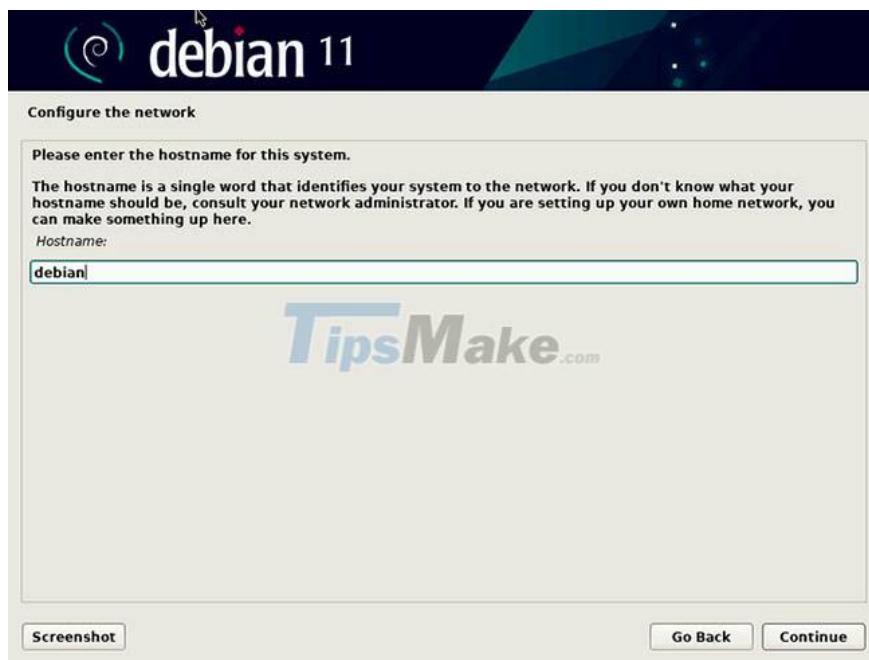 debian 11
Configure the network
Please enter the hostname for this system.
The hostname is a single word that identifies your system to the network. If you don't know what your
hostname should be, consult your network administrator. If you are setting up your own home network, you
can make something up here.
Hostname:
debian
TipsMake.com
Screenshot
Go Back
Continue